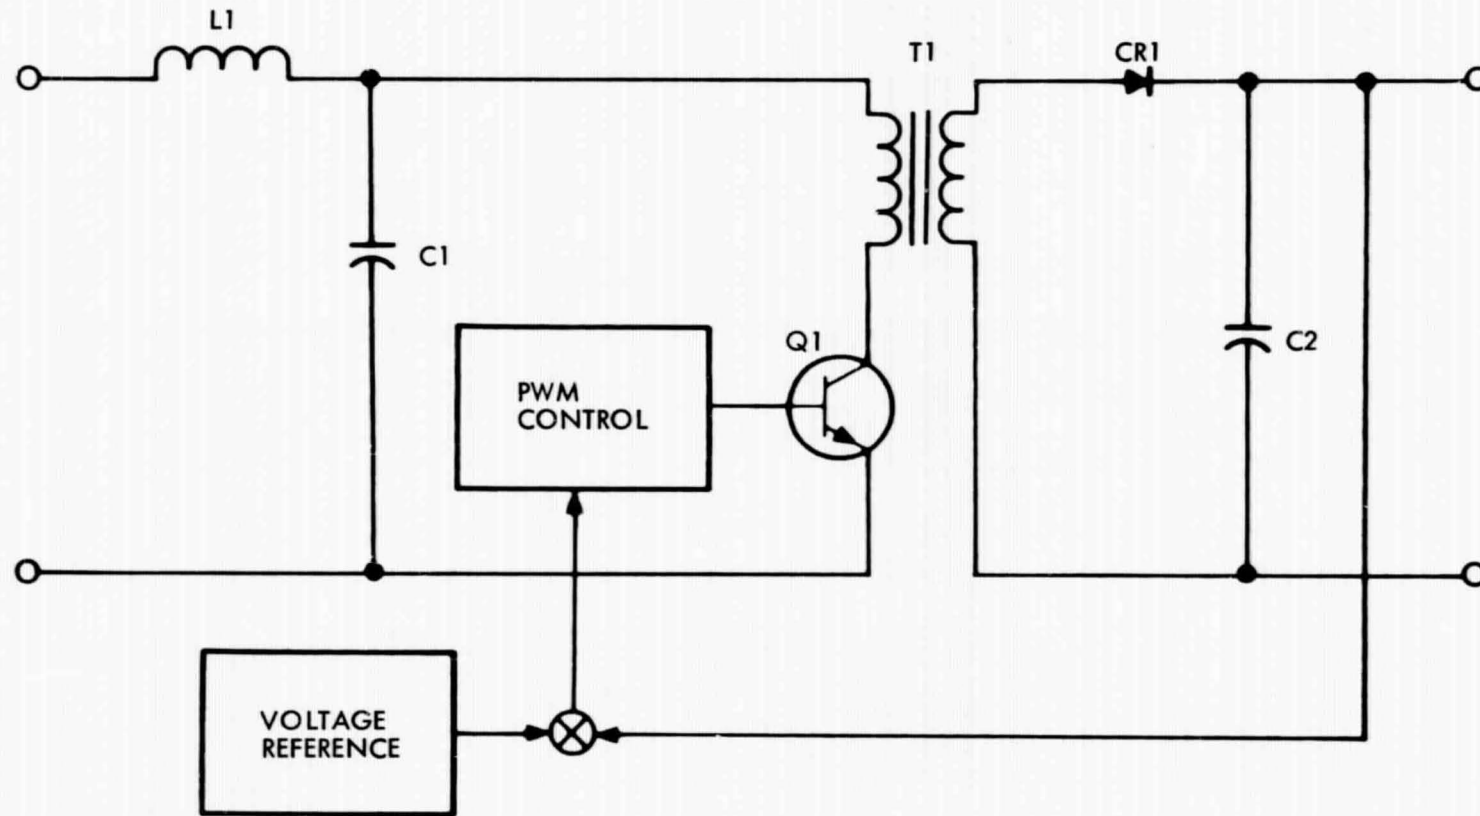 L1
T1
CR1
C1
Q1
C2
PWM
CONTROL
VOLTAGE
REFERENCE